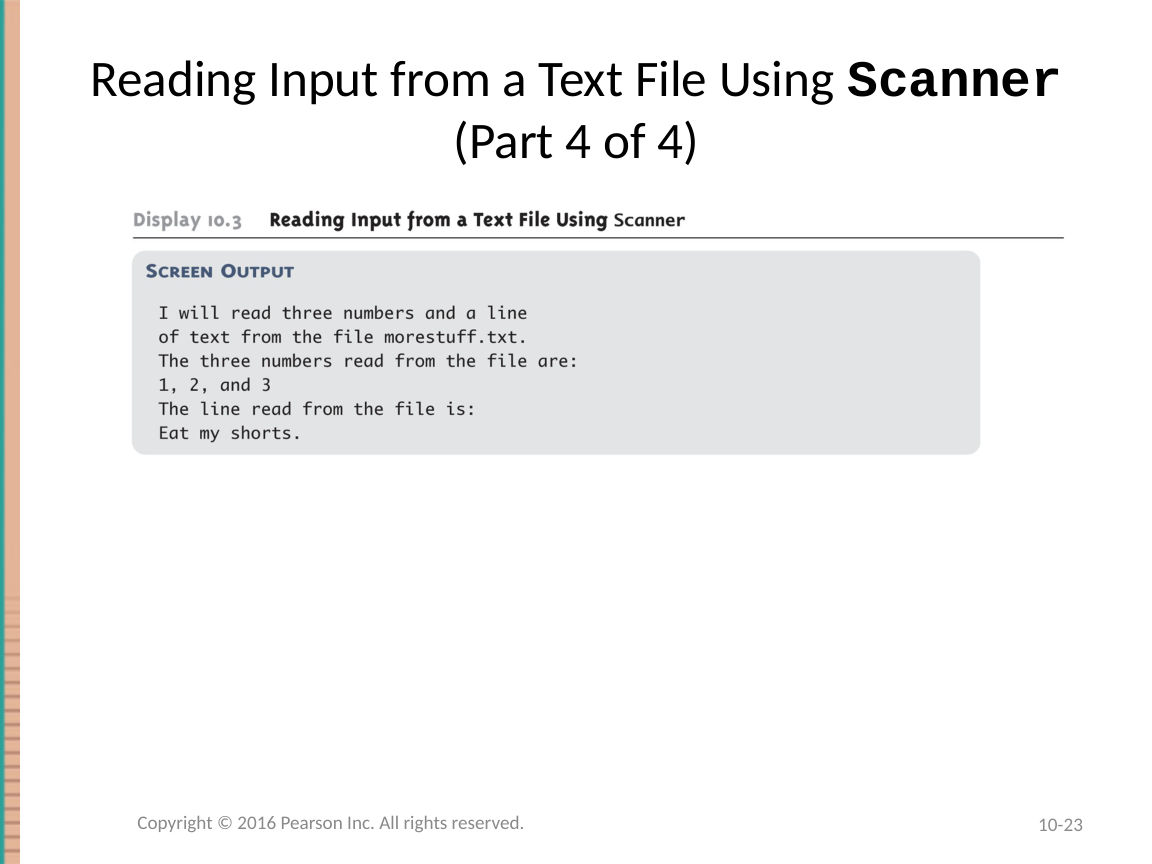 Reading Input from a Text File Using Scanner
(Part 4 of 4)
Display 10.3 Reading Input from a Text File Using Scanner
SCREEN OUTPUT
I will read three numbers and a line
of text from the file morestuff.txt.
The three numbers read from the file are:
1, 2, and 3
The line read from the file is:
Eat my shorts.
Copyright © 2016 Pearson Inc. All rights reserved.
10-23